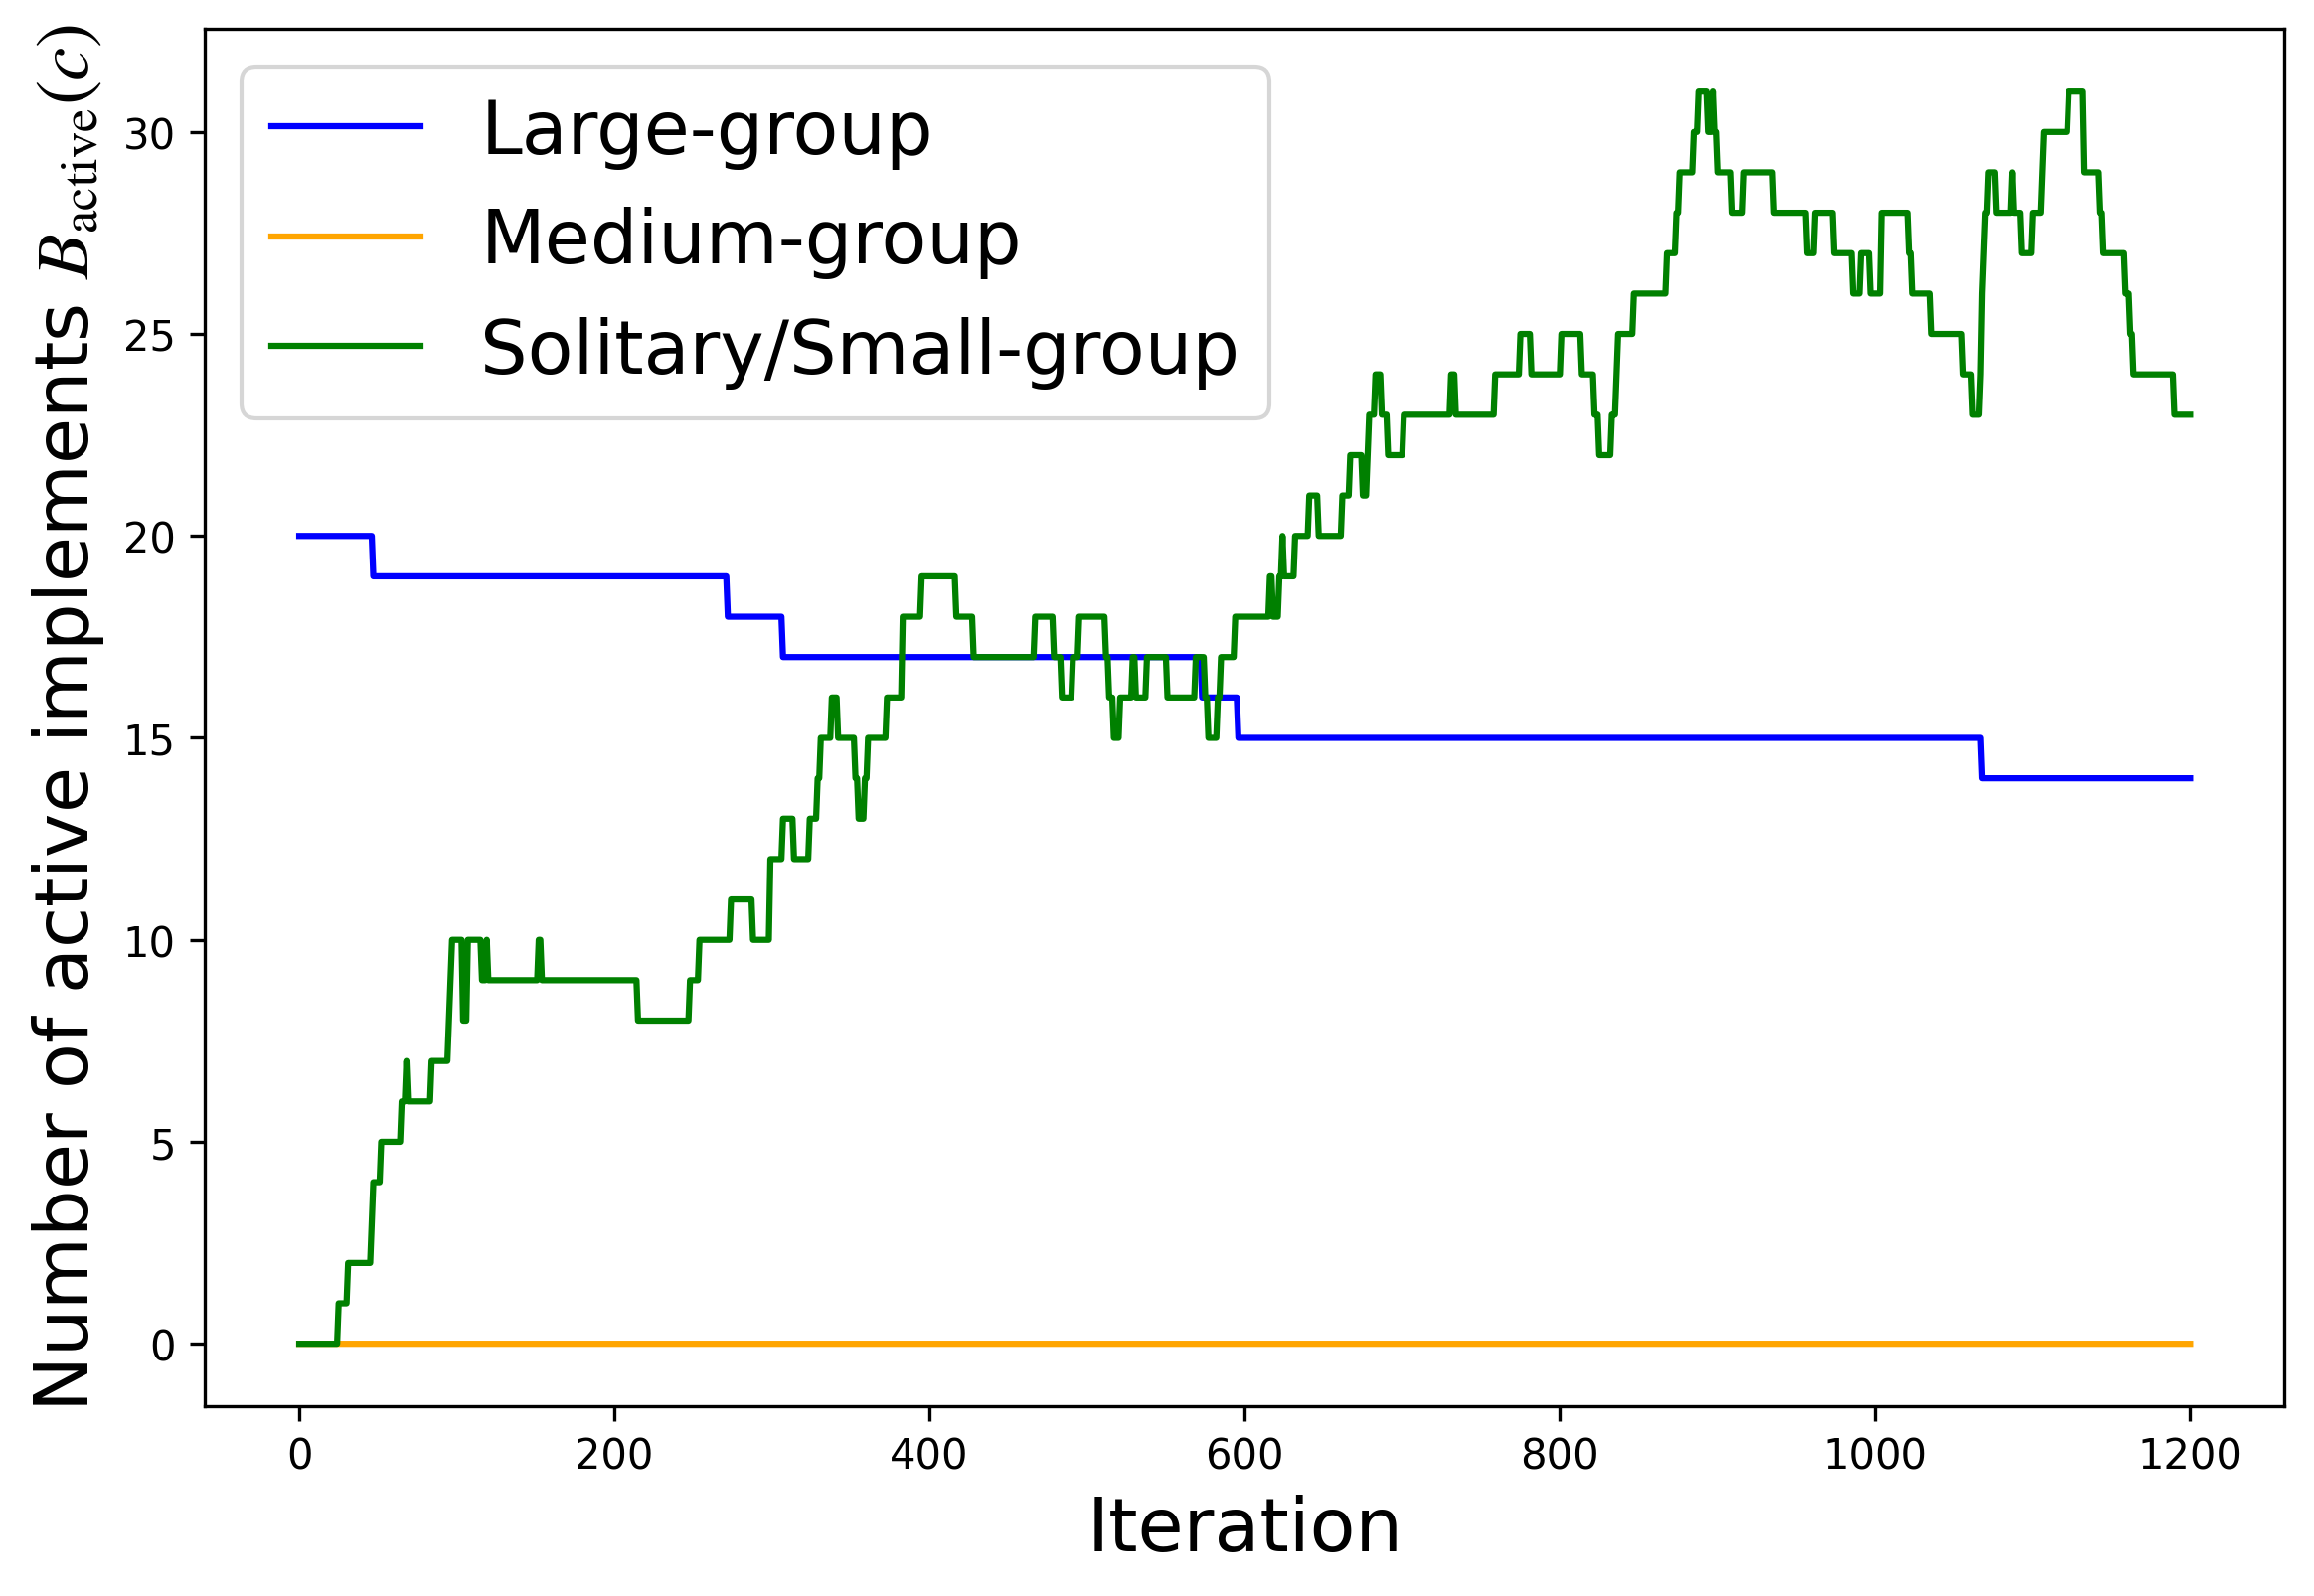 Number of active implements B_active(c)
30
25
20
15
10
5
0
Large-group
Medium-group
Solitary/Small-group
0 200 400 600 800 1000 1200
Iteration